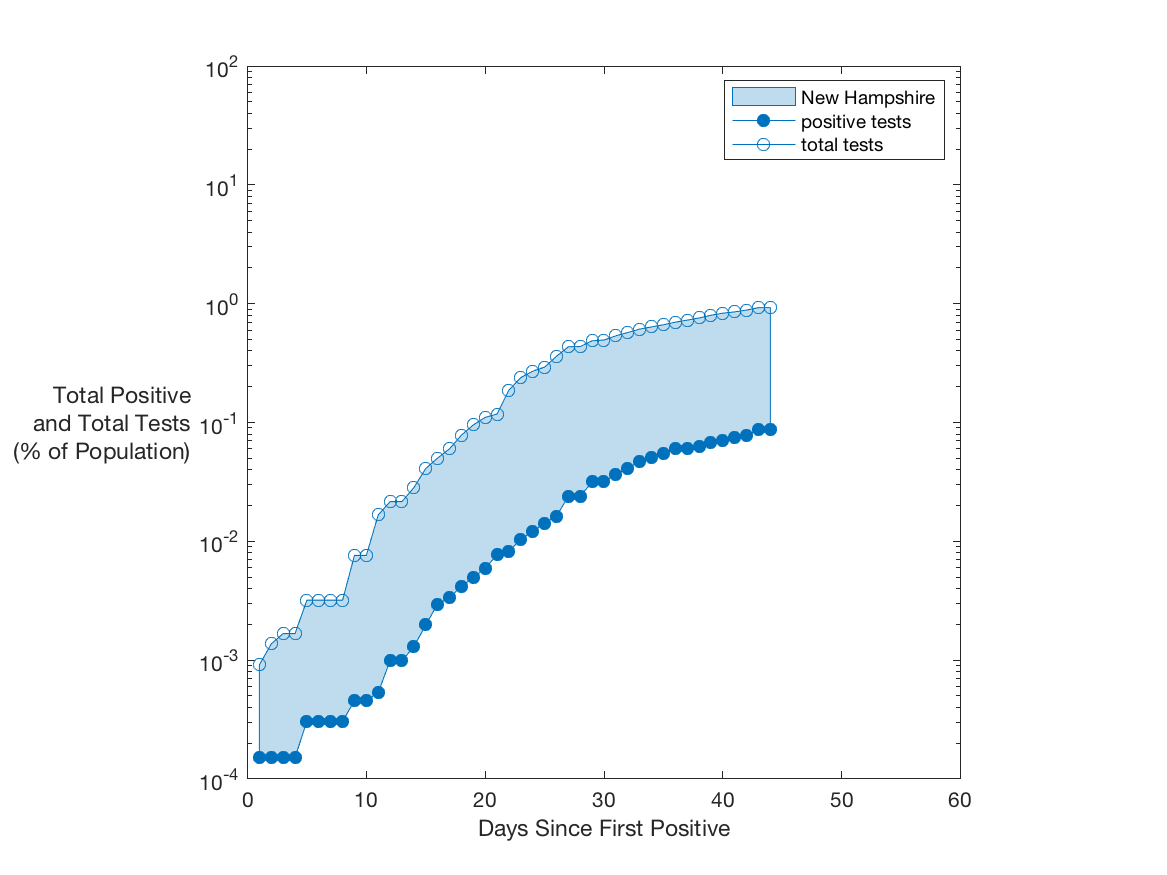 10^2
10^1
10^0
10^-1
10^-2
10^-3
10^-4
Total Positive
and Total Tests
(% of Population)
New Hampshire
positive tests
total tests
0 10 20 30 40 50 60
Days Since First Positive